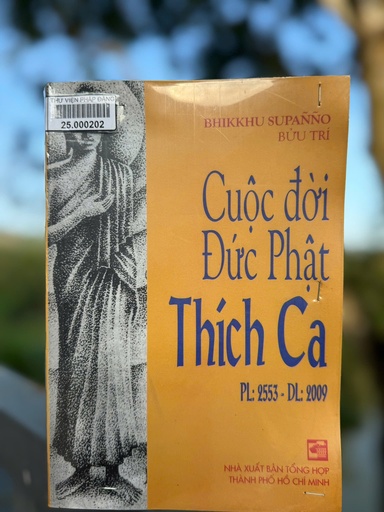 THƯ VIỆN PHÁP ĐĂNG
25.000202
BHIKKHU SUPAÑÑO
BỬU TRÍ
Cuộc đời
Đức Phật
Thích Ca
PL: 2553 - DL: 2009
NHÀ XUẤT BẢN TỔNG HỢP
THÀNH PHỐ HỒ CHÍ MINH